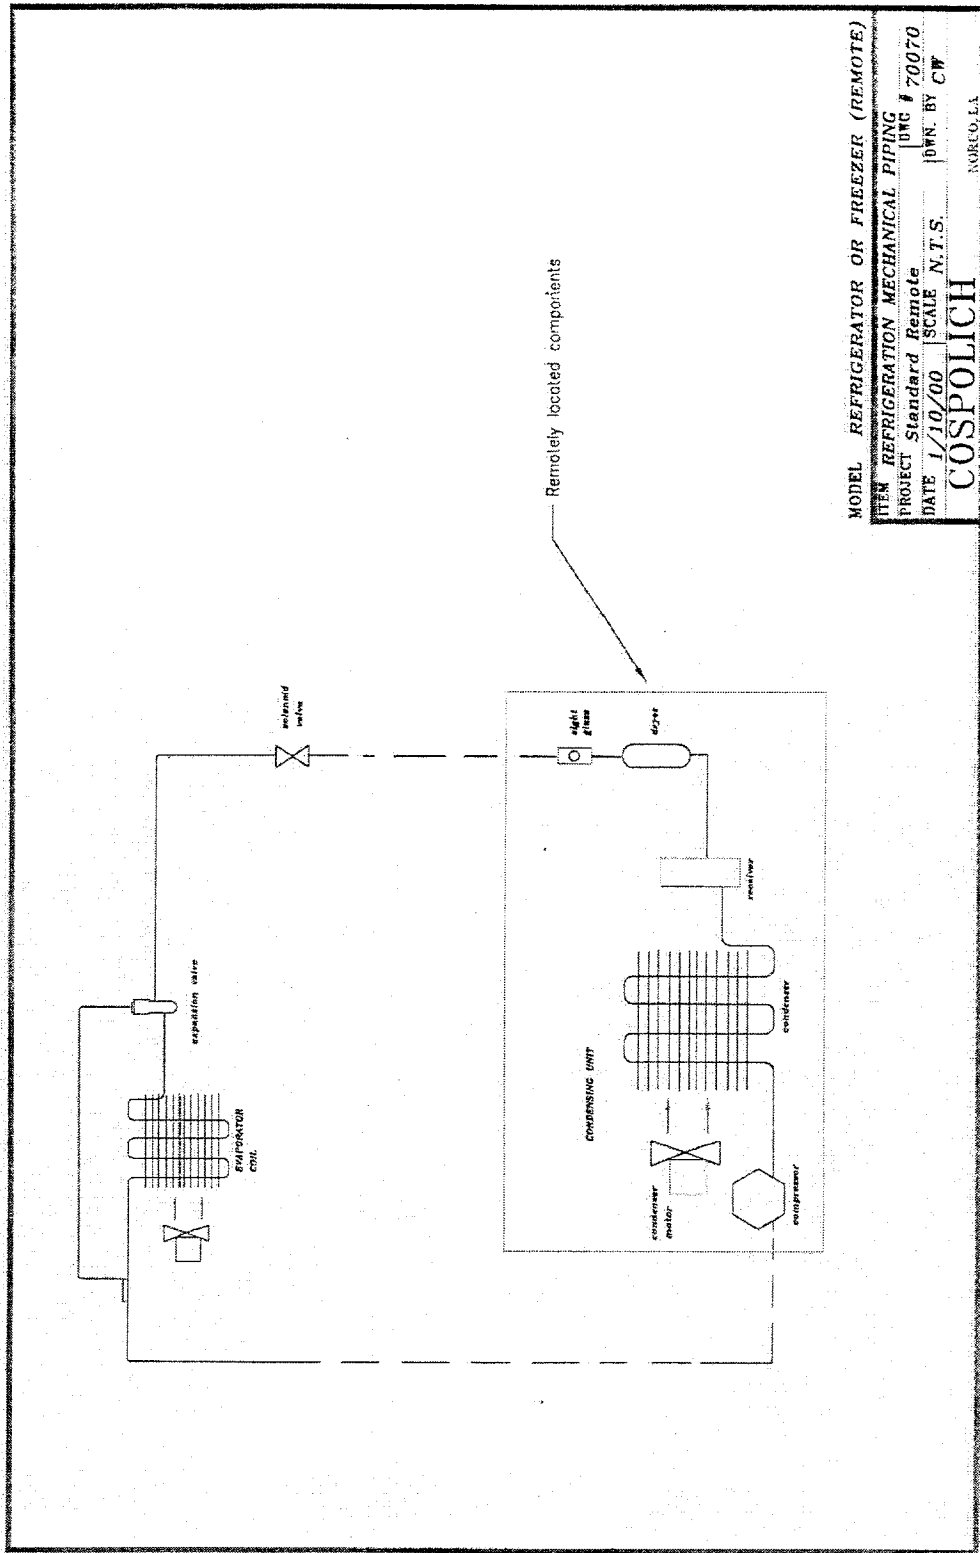 solenoid
valve
expansion valve
EVAPORATOR
COIL
Remotely located components
sight
glass
dryer
receiver
condenser
CONDENSING UNIT
condenser
motor
compressor
MODEL REFRIGERATOR OR FREEZER (REMOTE)
ITEM REFRIGERATION MECHANICAL PIPING
PROJECT Standard Remote DWG # 70070
DATE 1/10/00 SCALE N.T.S. DWN. BY CW
COSPOLICH NORCO, LA